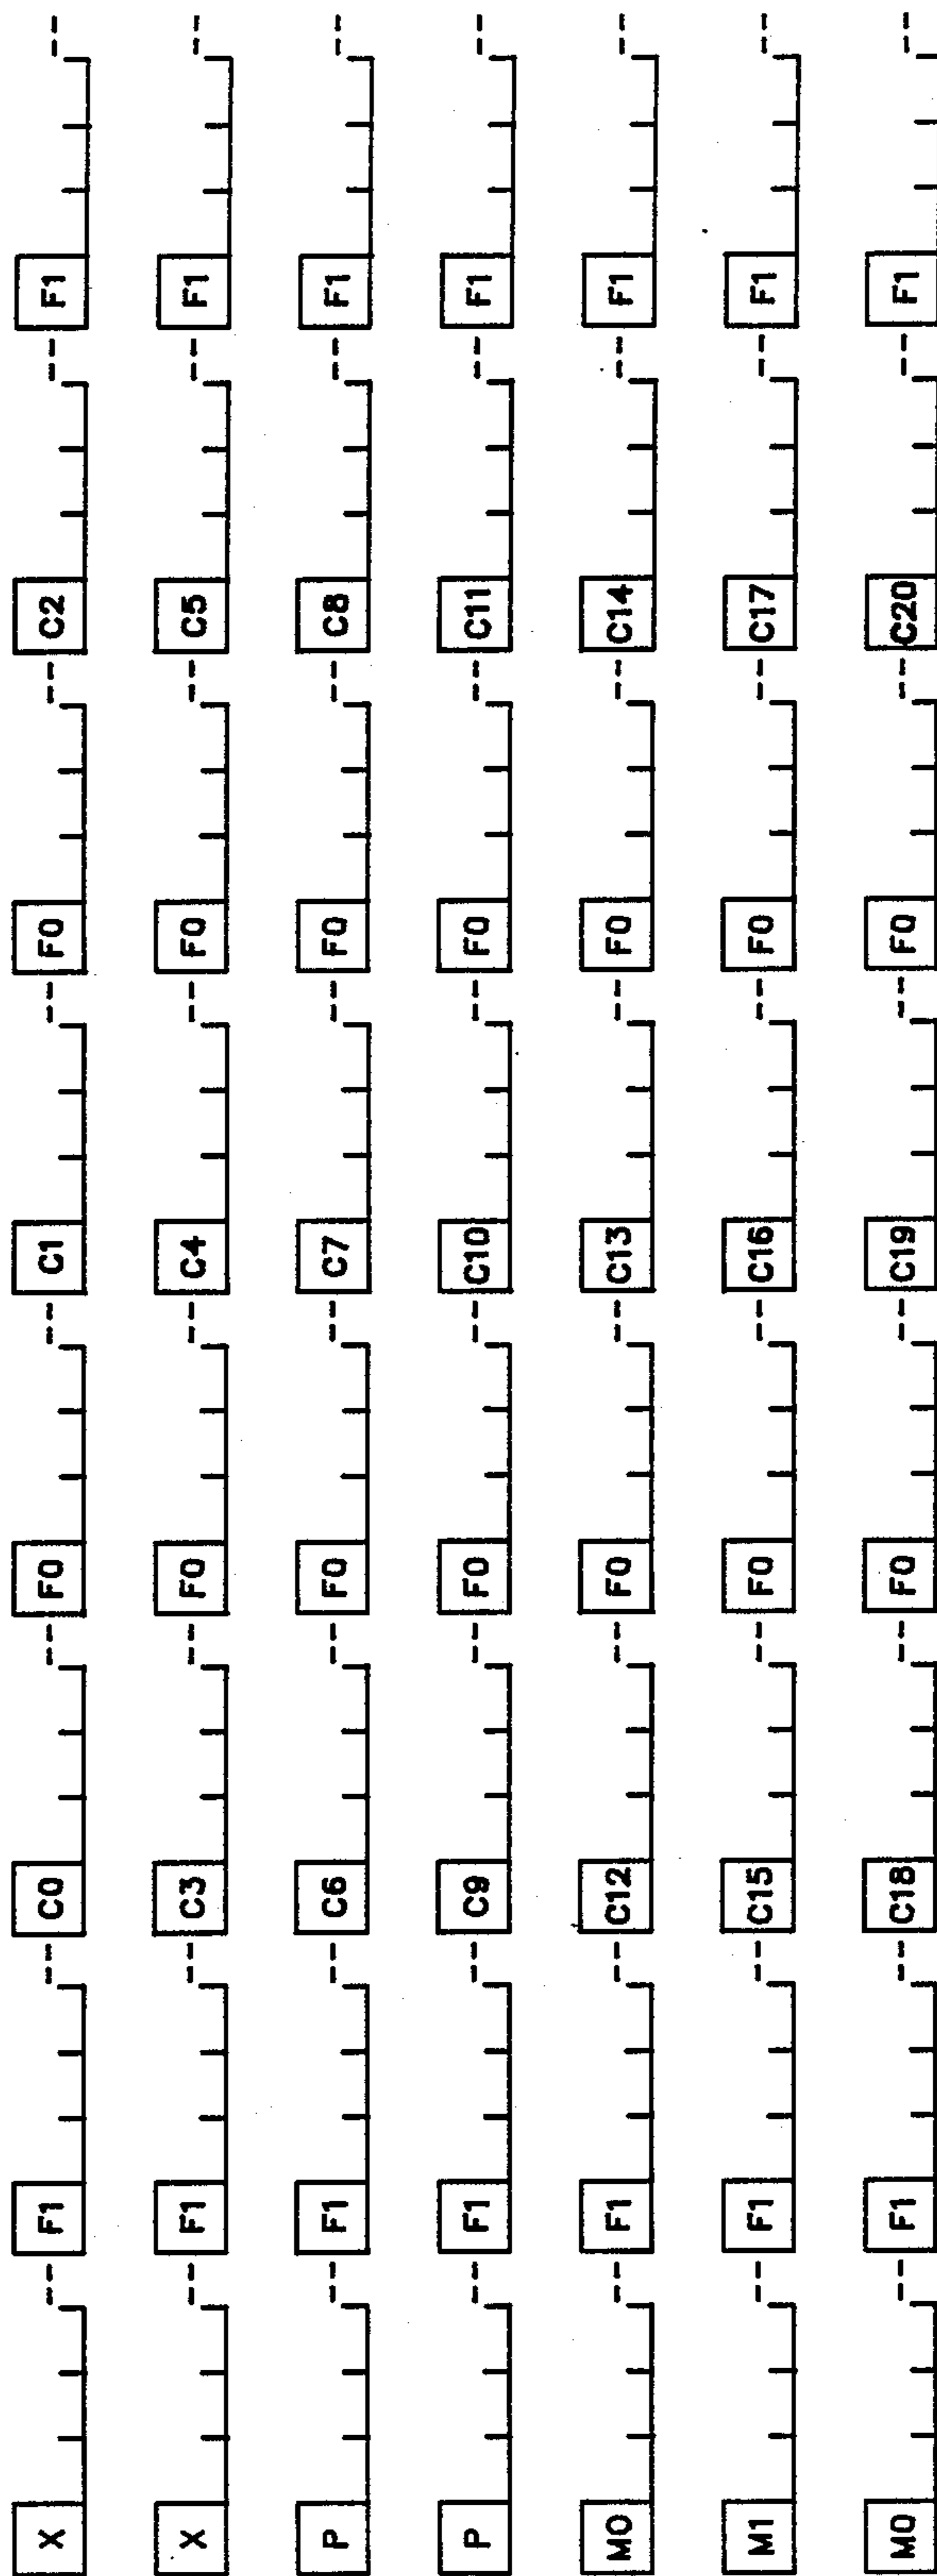 X F1 C0 F0 C1 F0 C2 F1
X F1 C3 F0 C4 F0 C5 F1
P F1 C6 F0 C7 F0 C8 F1
P F1 C9 F0 C10 F0 C11 F1
M0 F1 C12 F0 C13 F0 C14 F1
M1 F1 C15 F0 C16 F0 C17 F1
M0 F1 C18 F0 C19 F0 C20 F1